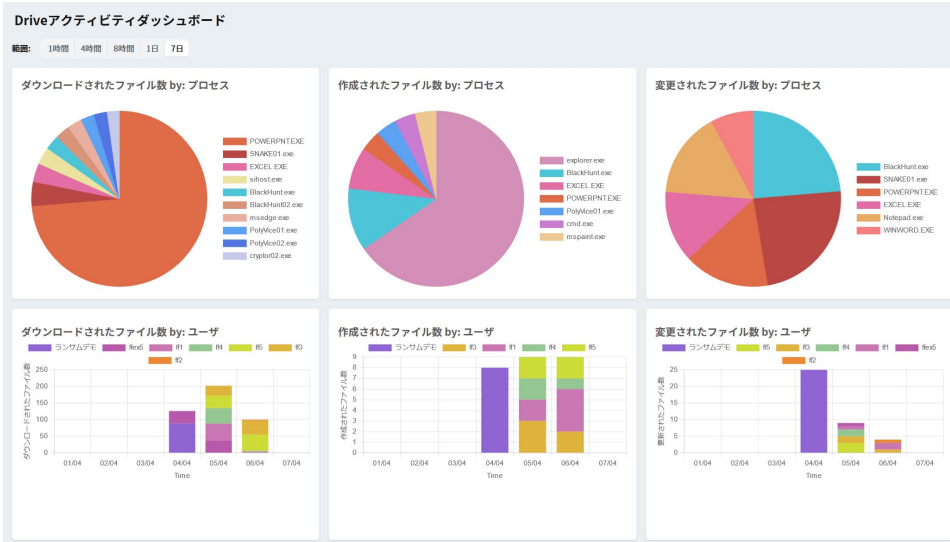 Driveアクティビティダッシュボード
範囲: 1時間 4時間 8時間 1日 7日
ダウンロードされたファイル数 by: プロセス
POWERPNT.EXE
SNAKE01.exe
EXCEL.EXE
sihost.exe
BlackHunt.exe
BlackHunt02.exe
msedge.exe
PolyVice01.exe
PolyVice02.exe
cryptor02.exe
作成されたファイル数 by: プロセス
explorer.exe
BlackHunt.exe
EXCEL.EXE
POWERPNT.EXE
PolyVice01.exe
cmd.exe
mspaint.exe
変更されたファイル数 by: プロセス
BlackHunt.exe
SNAKE01.exe
POWERPNT.EXE
EXCEL.EXE
Notepad.exe
WINWORD.EXE
ダウンロードされたファイル数 by: ユーザ
ランサムデモ ffex5 ff1 ff4 ff5 ff3
ff2
ダウンロードされたファイル数
250
200
150
100
50
0
01/04 02/04 03/04 04/04 05/04 06/04 07/04
Time
作成されたファイル数 by: ユーザ
ランサムデモ ff3 ff1 ff4 ff5
作成されたファイル数
9
8
7
6
5
4
3
2
1
0
01/04 02/04 03/04 04/04 05/04 06/04 07/04
Time
変更されたファイル数 by: ユーザ
ランサムデモ ff5 ff3 ff4 ff1 ffex5
ff2
更新されたファイル数
25
20
15
10
5
0
01/04 02/04 03/04 04/04 05/04 06/04 07/04
Time